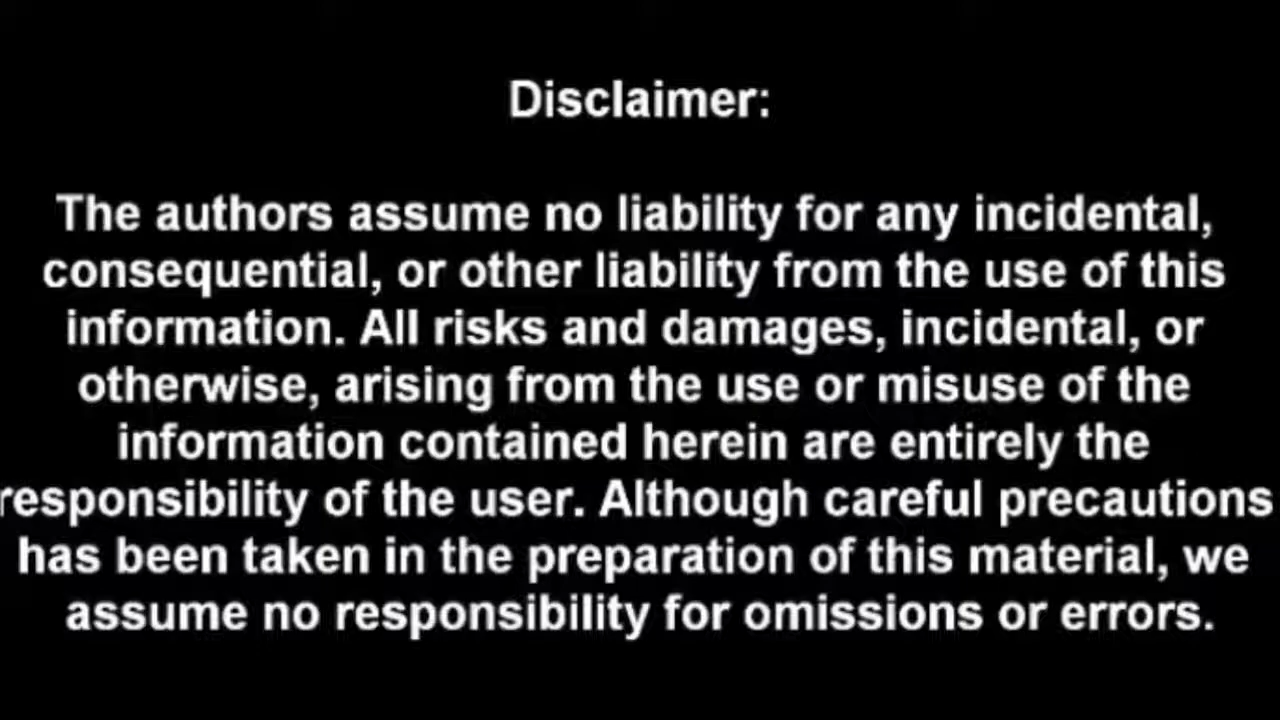 Disclaimer:
The authors assume no liability for any incidental,
consequential, or other liability from the use of this
information. All risks and damages, incidental, or
otherwise, arising from the use or misuse of the
information contained herein are entirely the
responsibility of the user. Although careful precautions
has been taken in the preparation of this material, we
assume no responsibility for omissions or errors.